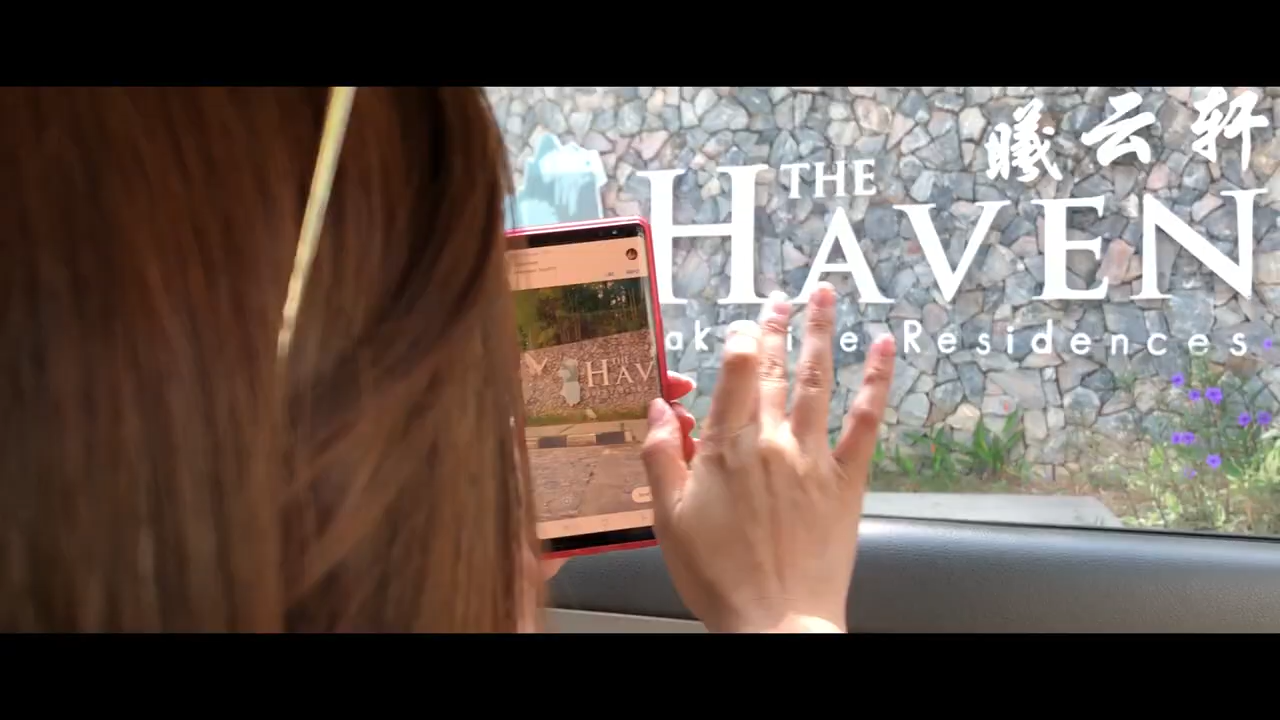 曦云轩
THE
HAVEN
Residences
THE
HAV